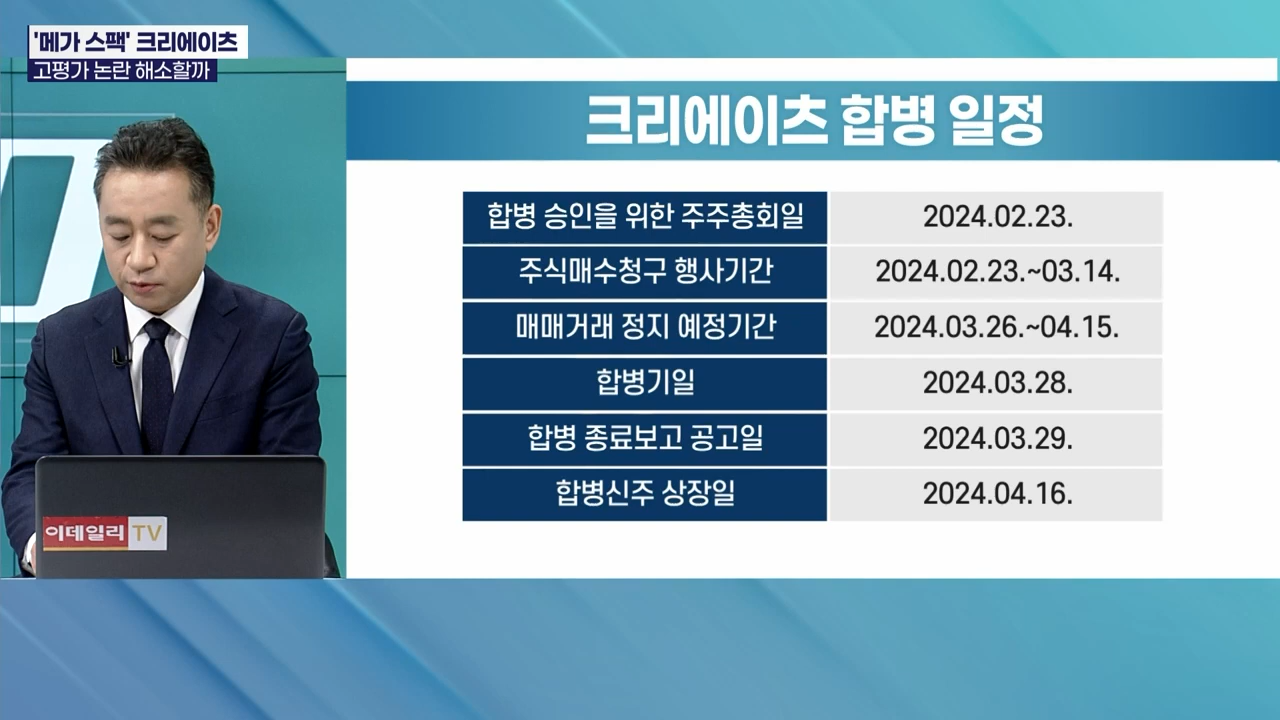 '메가 스팩' 크리에이츠
고평가 논란 해소할까
크리에이츠 합병 일정
합병 승인을 위한 주주총회일 2024.02.23.
주식매수청구 행사기간 2024.02.23.~03.14.
매매거래 정지 예정기간 2024.03.26.~04.15.
합병기일 2024.03.28.
합병 종료보고 공고일 2024.03.29.
합병신주 상장일 2024.04.16.
이데일리 TV